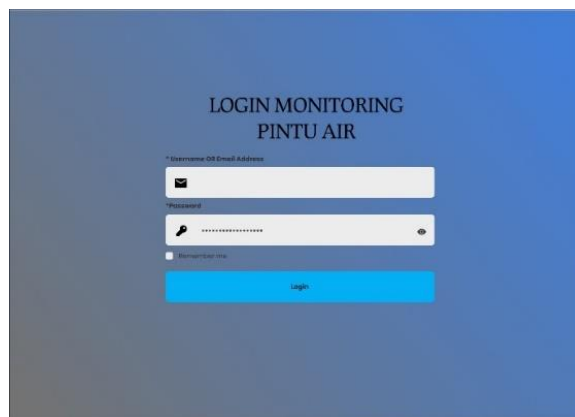 LOGIN MONITORING
PINTU AIR
* Username OR Email Address
*Password
******************
Remember me
Login